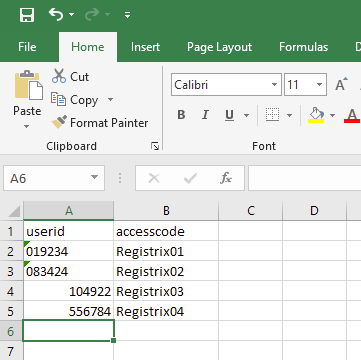 File Home Insert Page Layout Formulas D
Cut
Copy
Format Painter
Paste
Clipboard
Calibri 11 A A
B I U A
Font
A6 fx
A B C D
1 userid accesscode
2 019234 Registrix01
3 083424 Registrix02
4 104922 Registrix03
5 556784 Registrix04
6
7